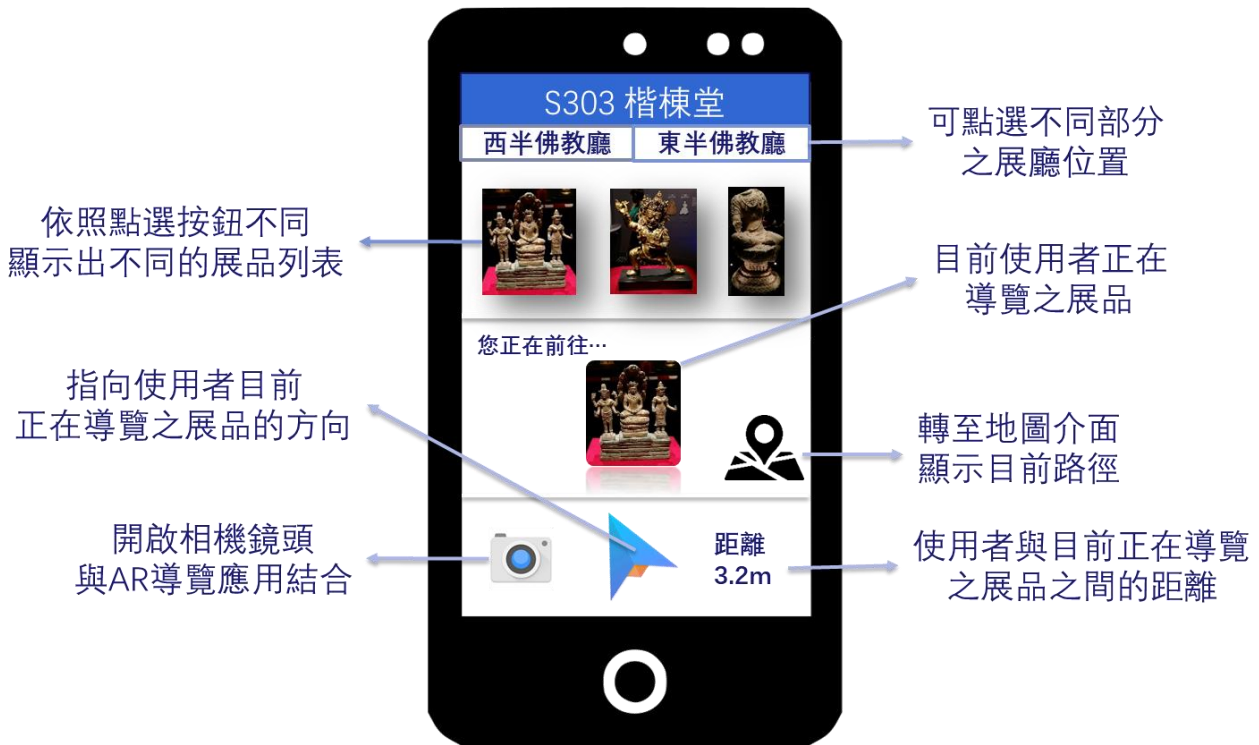 S303 楷棟堂
西半佛教廳
東半佛教廳
可點選不同部分
之展廳位置
依照點選按鈕不同
顯示出不同的展品列表
目前使用者正在
導覽之展品
您正在前往…
指向使用者目前
正在導覽之展品的方向
轉至地圖介面
顯示目前路徑
開啟相機鏡頭
與AR導覽應用結合
距離
3.2m
使用者與目前正在導覽
之展品之間的距離